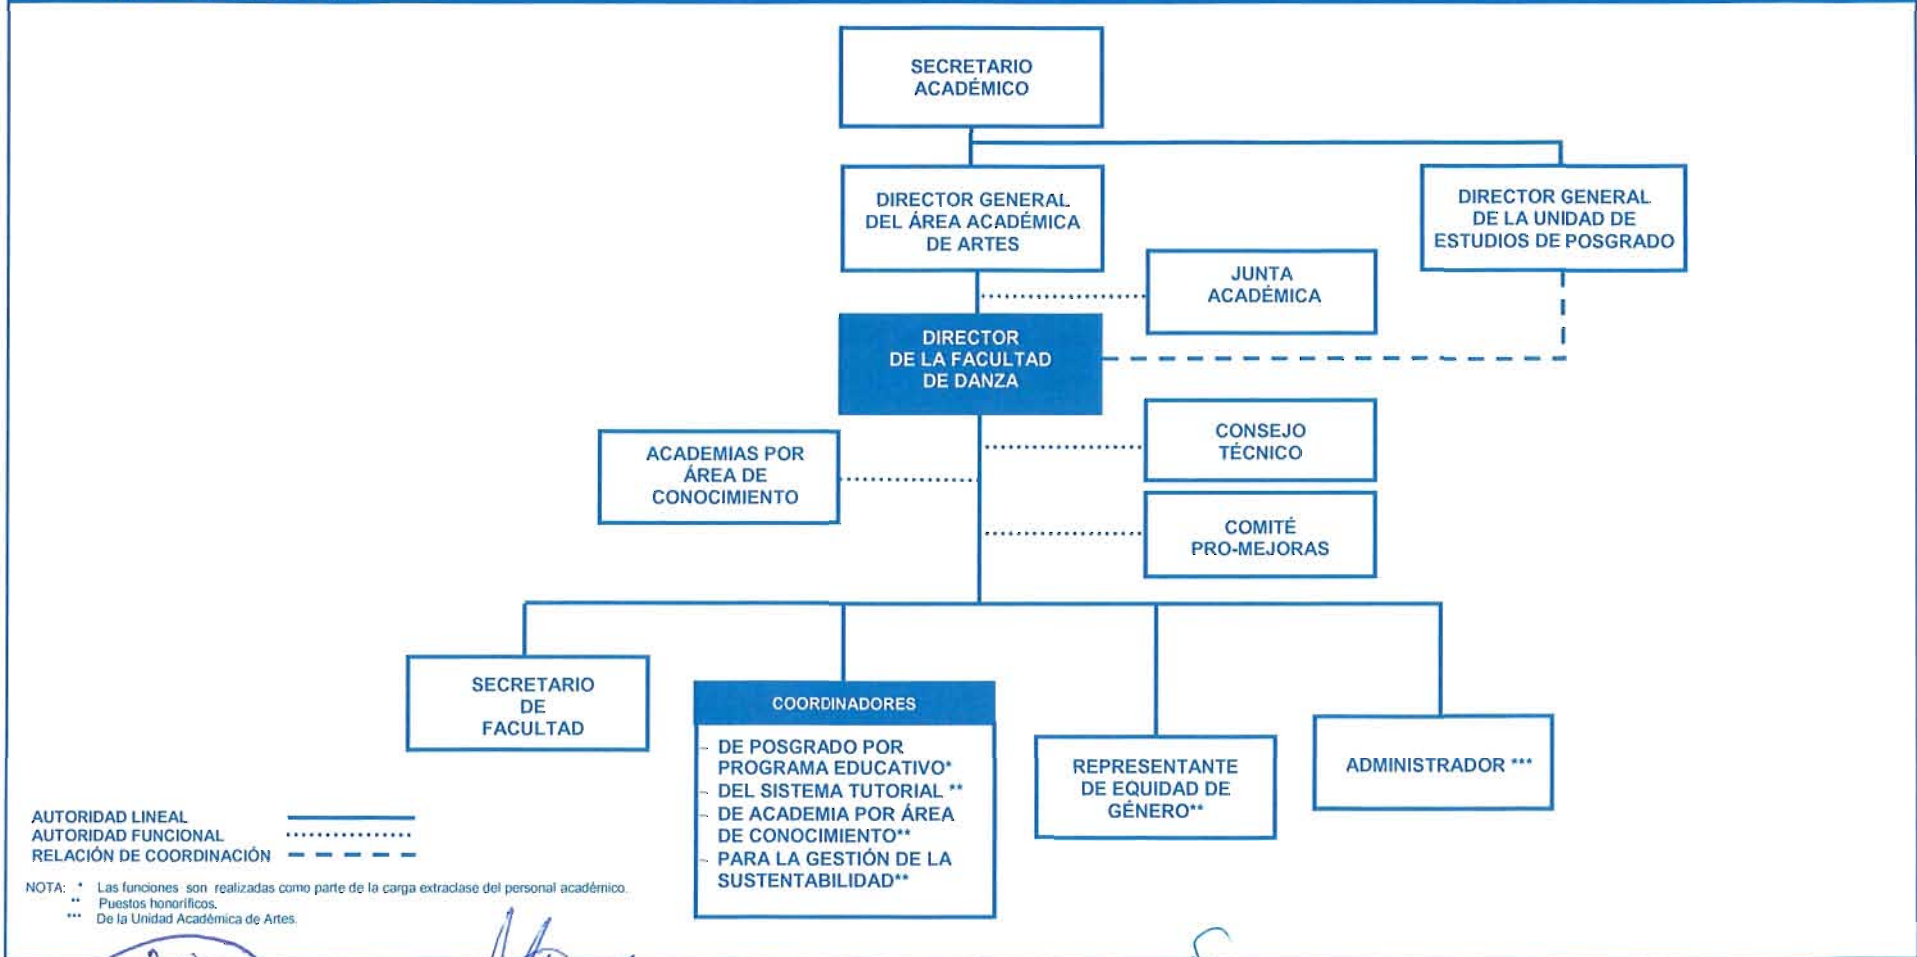 SECRETARIO
ACADÉMICO
DIRECTOR GENERAL
DEL ÁREA ACADÉMICA
DE ARTES
DIRECTOR GENERAL
DE LA UNIDAD DE
ESTUDIOS DE POSGRADO
JUNTA
ACADÉMICA
DIRECTOR
DE LA FACULTAD
DE DANZA
CONSEJO
TÉCNICO
ACADEMIAS POR
ÁREA DE
CONOCIMIENTO
COMITÉ
PRO-MEJORAS
SECRETARIO
DE
FACULTAD
COORDINADORES
– DE POSGRADO POR
PROGRAMA EDUCATIVO*
– DEL SISTEMA TUTORIAL **
– DE ACADEMIA POR ÁREA
DE CONOCIMIENTO**
– PARA LA GESTIÓN DE LA
SUSTENTABILIDAD**
REPRESENTANTE
DE EQUIDAD DE
GÉNERO**
ADMINISTRADOR ***
AUTORIDAD LINEAL
AUTORIDAD FUNCIONAL
RELACIÓN DE COORDINACIÓN
NOTA: * Las funciones son realizadas como parte de la carga extraclase del personal académico.
** Puestos honoríficos.
*** De la Unidad Académica de Artes.